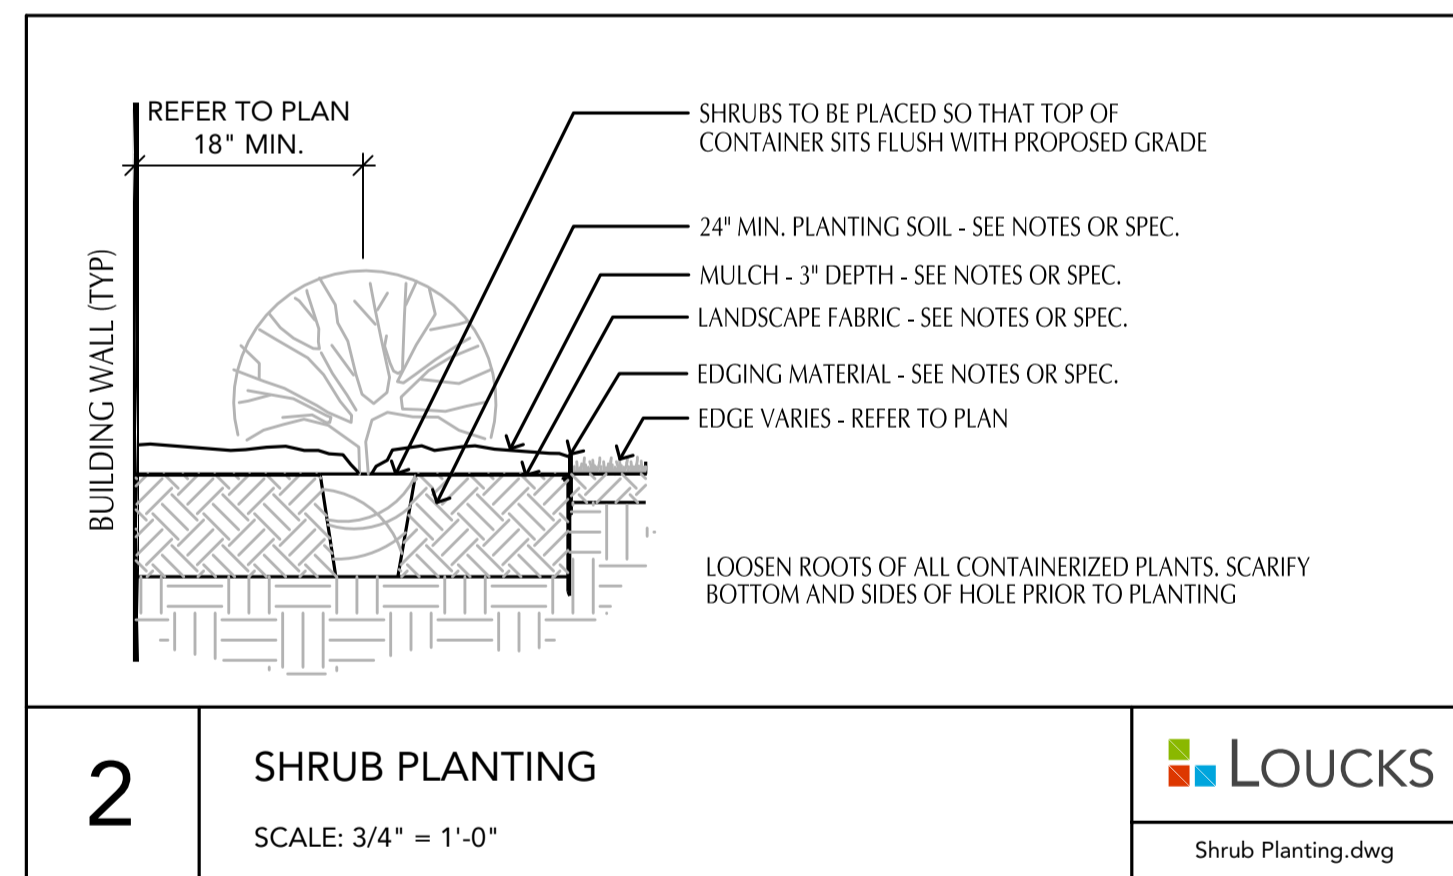 REFER TO PLAN
18" MIN.
BUILDING WALL (TYP)
SHRUBS TO BE PLACED SO THAT TOP OF
CONTAINER SITS FLUSH WITH PROPOSED GRADE
24" MIN. PLANTING SOIL - SEE NOTES OR SPEC.
MULCH - 3" DEPTH - SEE NOTES OR SPEC.
LANDSCAPE FABRIC - SEE NOTES OR SPEC.
EDGING MATERIAL - SEE NOTES OR SPEC.
EDGE VARIES - REFER TO PLAN
LOOSEN ROOTS OF ALL CONTAINERIZED PLANTS. SCARIFY
BOTTOM AND SIDES OF HOLE PRIOR TO PLANTING
2
SHRUB PLANTING
SCALE: 3/4" = 1'-0"
LOUCKS
Shrub Planting.dwg